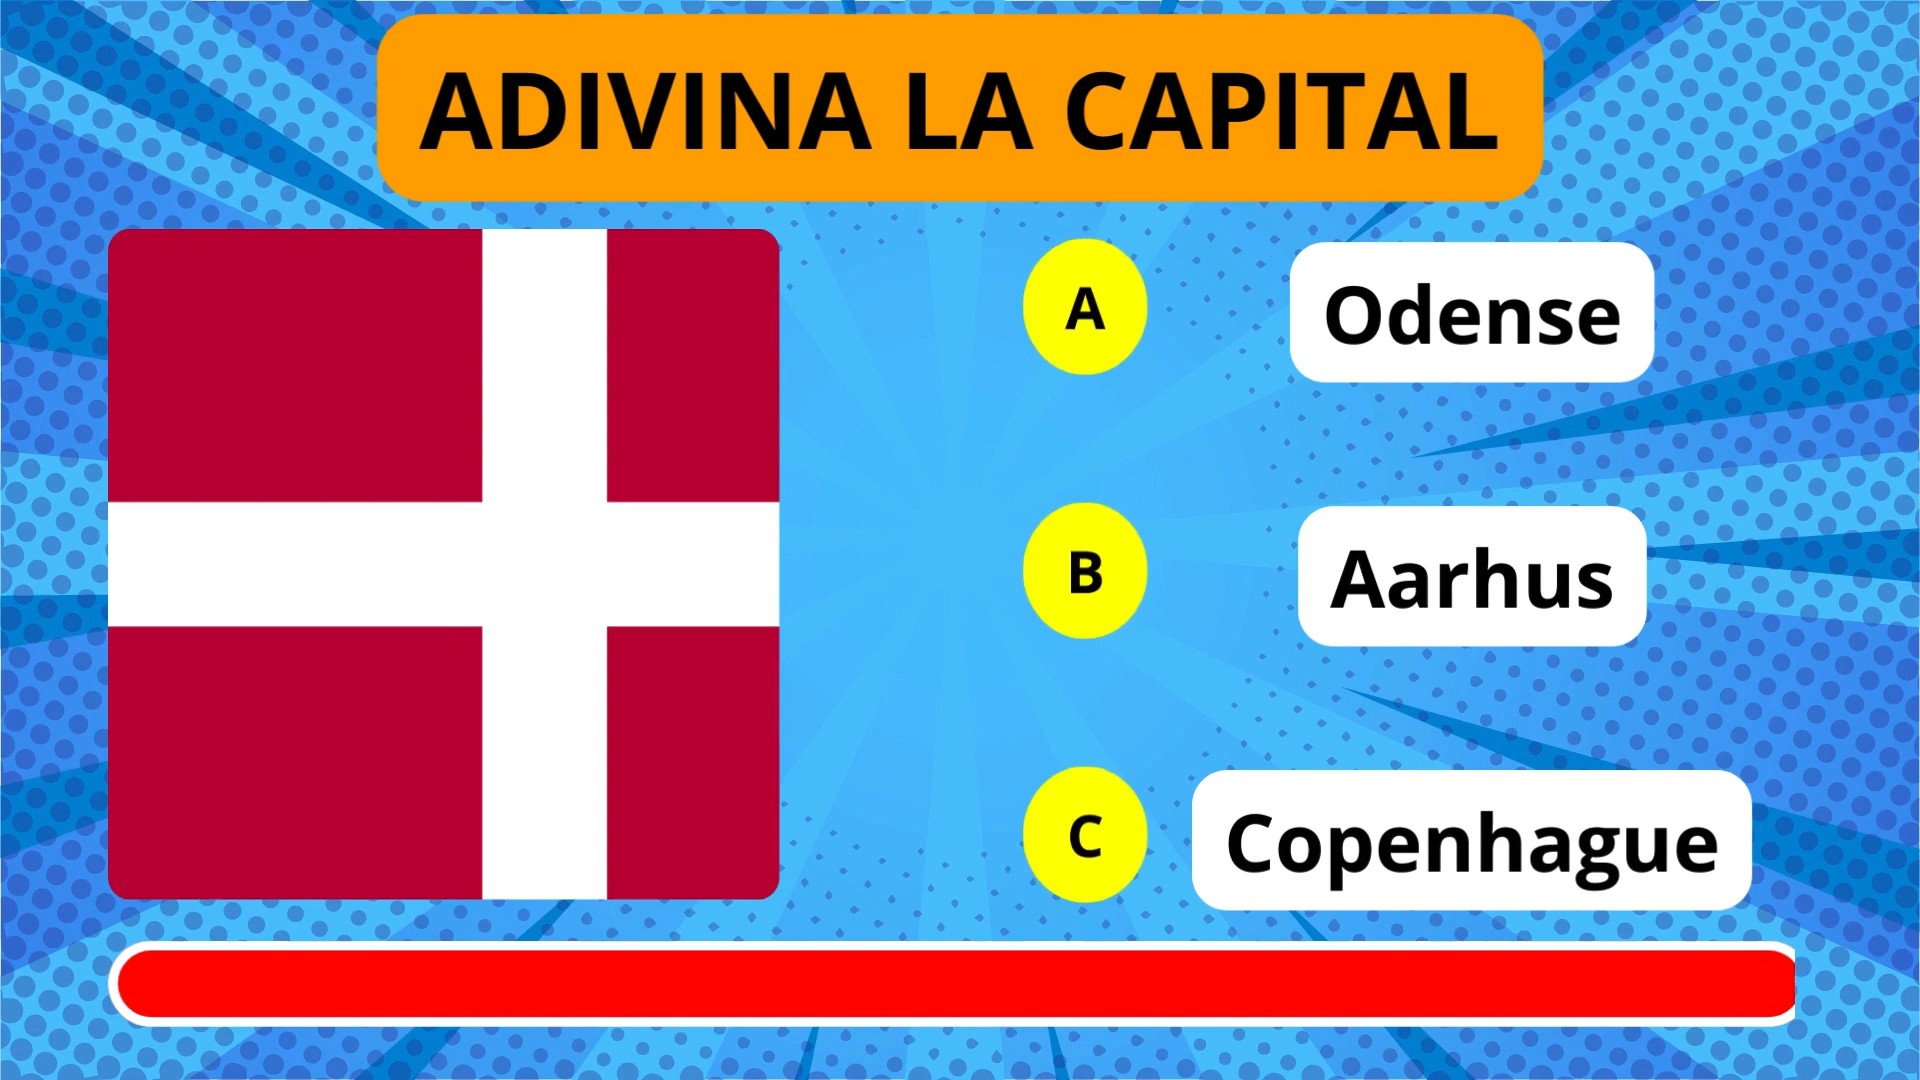 ADIVINA LA CAPITAL
A
Odense
B
Aarhus
C
Copenhague